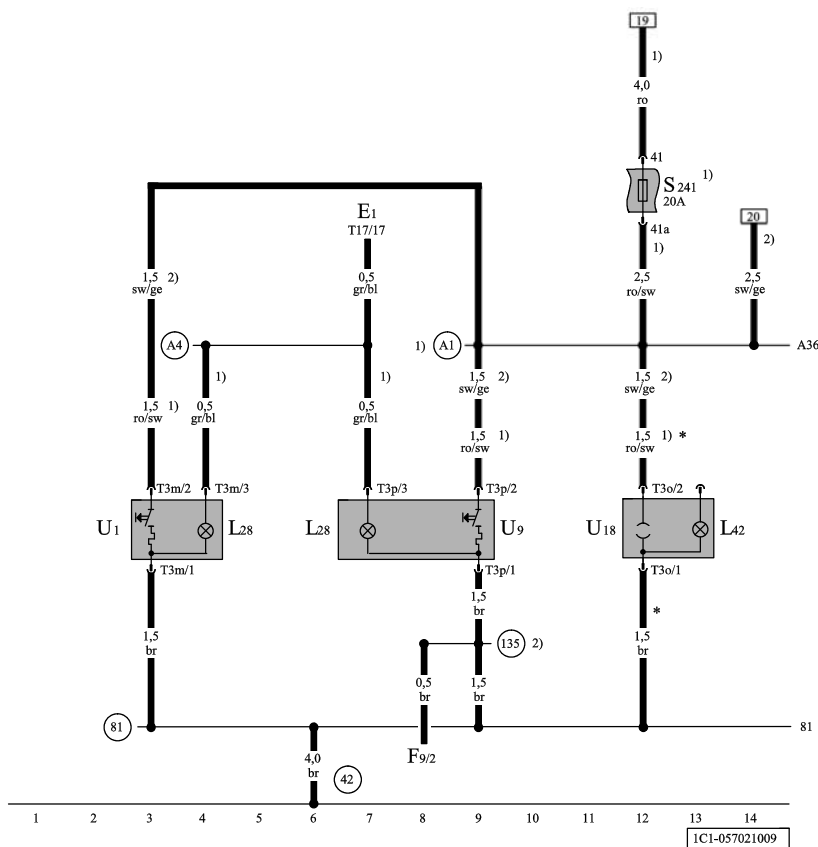 19
1)
4,0
ro
41
S 241 1)
20A
E1
T17/17
20
41a
1)
2)
1,5 2)
sw/ge
0,5
gr/bl
2,5
ro/sw
2,5
sw/ge
A4
1) A1
A36
1)
1)
1,5 2)
sw/ge
1,5 2)
sw/ge
1,5 1)
ro/sw
0,5
gr/bl
0,5
gr/bl
1,5 1)
ro/sw
1,5 1) *
ro/sw
T3m/2
T3m/3
T3p/3
T3p/2
T3o/2
U1
L28
L28
U9
U18
L42
T3m/1
T3p/1
T3o/1
1,5
br
1,5
br
*
1,5
br
135 2)
0,5
br
1,5
br
81
81
F9/2
4,0
br
42
1 2 3 4 5 6 7 8 9 10 11 12 13 14
1C1-057021009